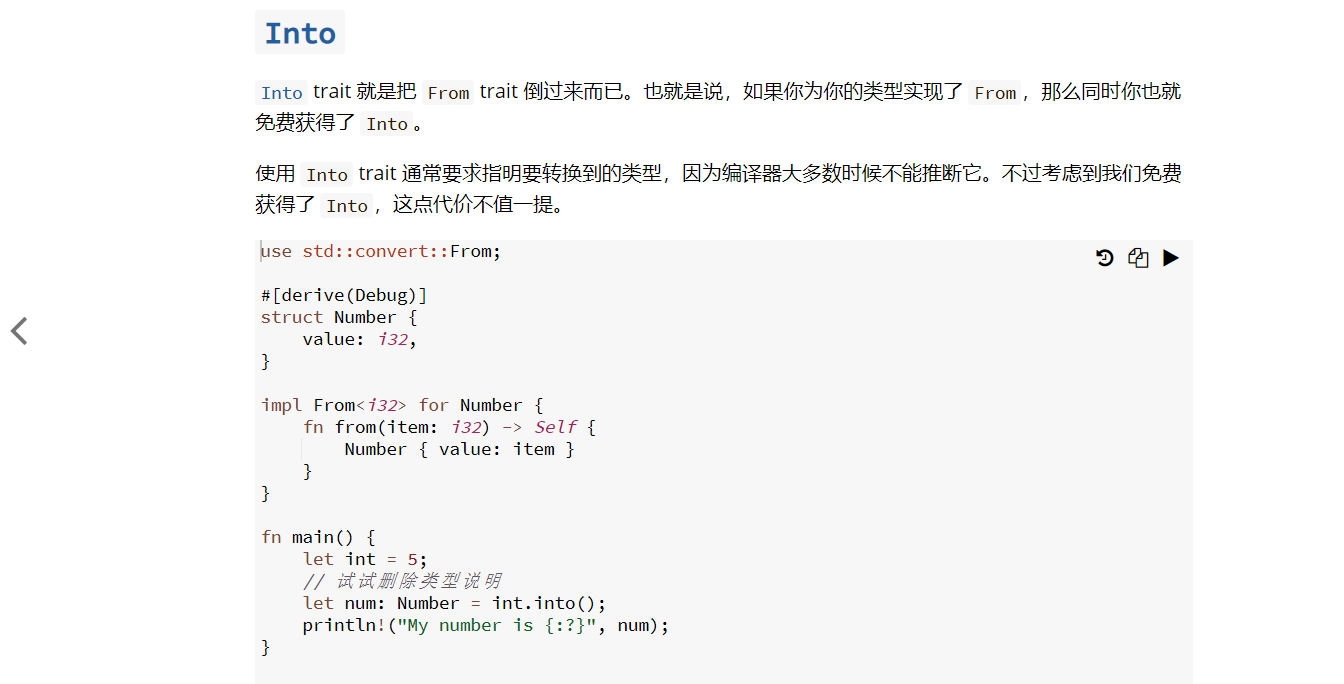 Into
Into trait 就是把 From trait 倒过来而已。也就是说，如果你为你的类型实现了 From，那么同时你也就
免费获得了 Into。
使用 Into trait 通常要求指明要转换到的类型，因为编译器大多数时候不能推断它。不过考虑到我们免费
获得了 Into，这点代价不值一提。
use std::convert::From;
#[derive(Debug)]
struct Number {
    value: i32,
}
impl From<i32> for Number {
    fn from(item: i32) -> Self {
        Number { value: item }
    }
}
fn main() {
    let int = 5;
    // 试试删除类型说明
    let num: Number = int.into();
    println!("My number is {:?}", num);
}